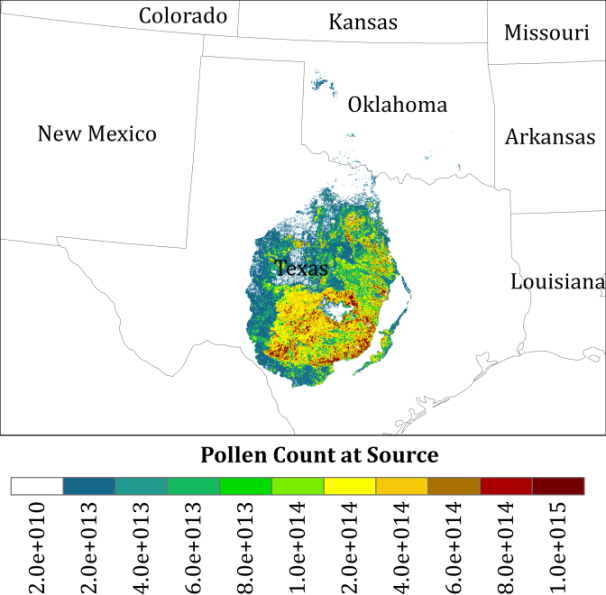 Colorado
Kansas
Missouri
Oklahoma
New Mexico
Arkansas
Texas
Louisiana
Pollen Count at Source
2.0e+010
2.0e+013
4.0e+013
6.0e+013
8.0e+013
1.0e+014
2.0e+014
4.0e+014
6.0e+014
8.0e+014
1.0e+015